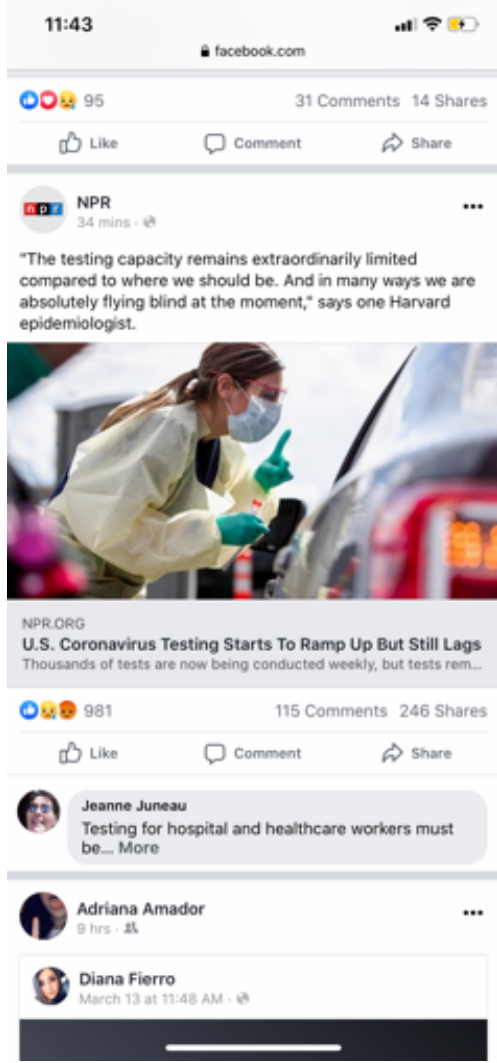 11:43
facebook.com
95 31 Comments 14 Shares
Like Comment Share
npr
NPR
34 mins ·
"The testing capacity remains extraordinarily limited
compared to where we should be. And in many ways we are
absolutely flying blind at the moment," says one Harvard
epidemiologist.
NPR.ORG
U.S. Coronavirus Testing Starts To Ramp Up But Still Lags
Thousands of tests are now being conducted weekly, but tests rem...
981 115 Comments 246 Shares
Like Comment Share
Jeanne Juneau
Testing for hospital and healthcare workers must
be... More
Adriana Amador
9 hrs ·
Diana Fierro
March 13 at 11:48 AM ·